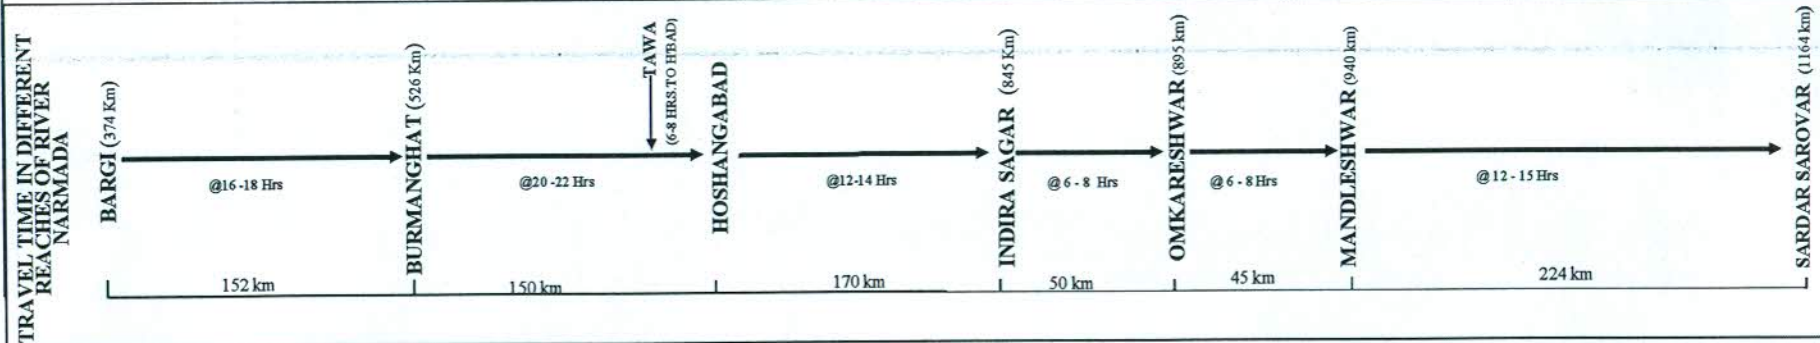 TRAVEL TIME IN DIFFERENT
REACHES OF RIVER
NARMADA
BARGI (374 Km)
@16 -18 Hrs
BURMANGHAT (526 Km)
@20 -22 Hrs
TAWA
(6-8 HRS.TO HTBAD)
HOSHANGABAD
@12-14 Hrs
INDIRA SAGAR (845 Km)
@ 6 - 8 Hrs
OMKARESHWAR (895 km)
@ 6 - 8 Hrs
MANDLESHWAR (940 km)
@ 12 - 15 Hrs
SARDAR SAROVAR (1164 km)
152 km
150 km
170 km
50 km
45 km
224 km